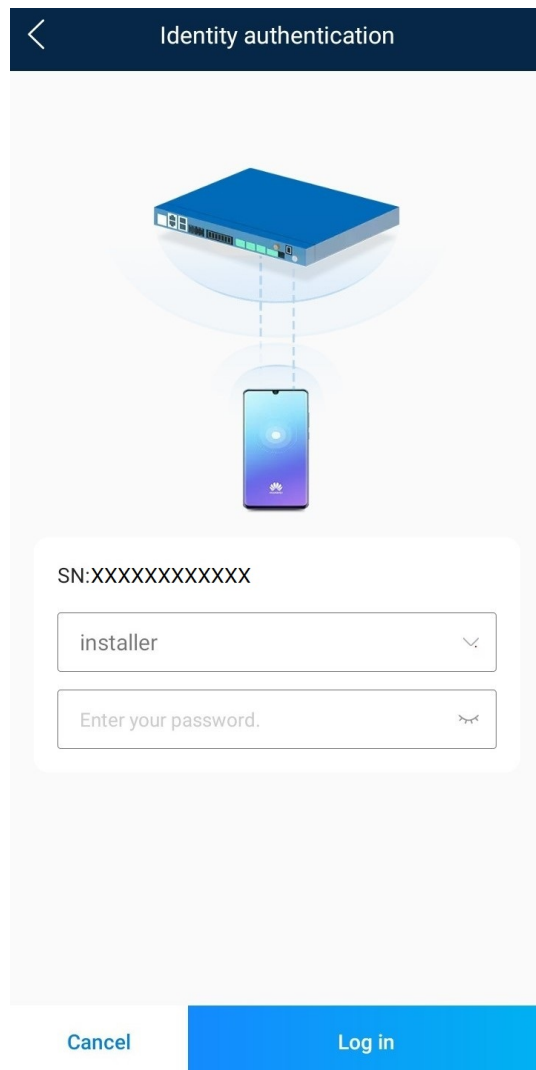 Identity authentication
SN:XXXXXXXXXXXX
installer
Enter your password.
Cancel
Log in